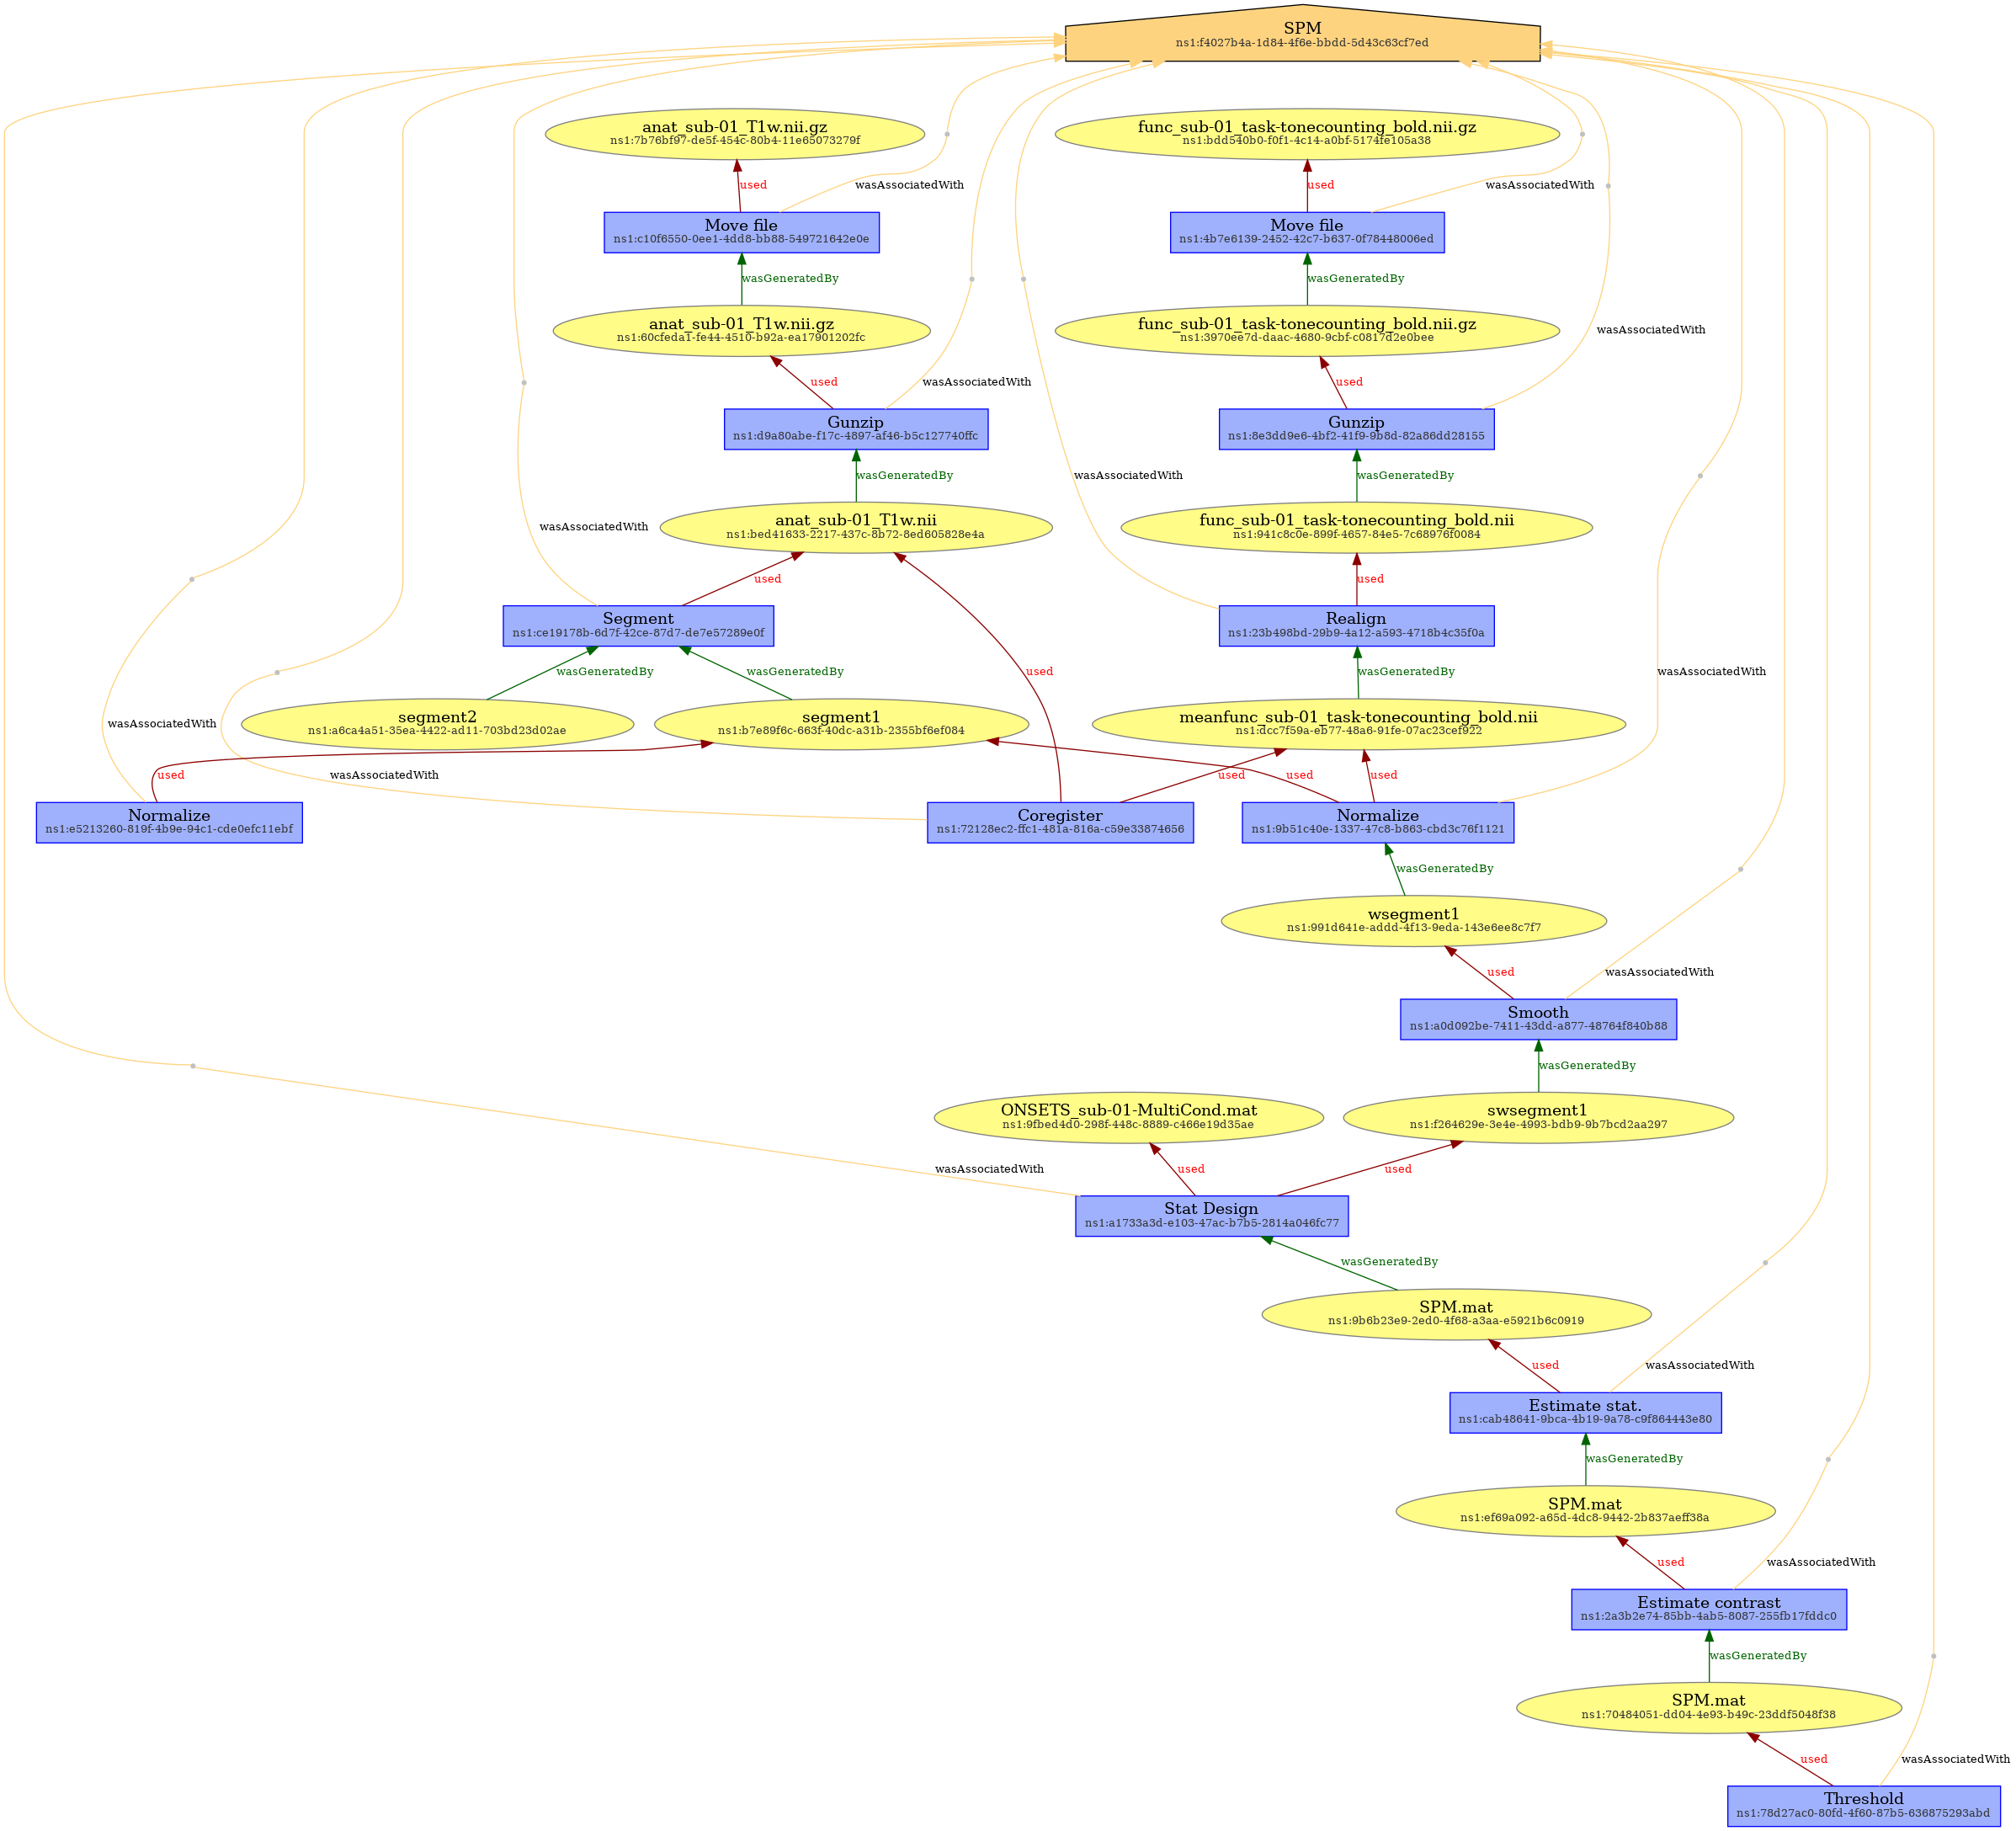 SPM
ns1:f4027b4a-1d84-4f6e-bbdd-5d43c63cf7ed
anat_sub-01_T1w.nii.gz
ns1:7b76bf97-de5f-454c-80b4-11e65073279f
func_sub-01_task-tonecounting_bold.nii.gz
ns1:bdd540b0-f0f1-4c14-a0bf-5174fe105a38
used
wasAssociatedWith
used
wasAssociatedWith
Move file
ns1:c10f6550-0ee1-4dd8-bb88-549721642e0e
Move file
ns1:4b7e6139-2452-42c7-b637-0f78448006ed
wasGeneratedBy
wasGeneratedBy
anat_sub-01_T1w.nii.gz
ns1:60cfeda1-fe44-4510-b92a-ea17901202fc
func_sub-01_task-tonecounting_bold.nii.gz
ns1:3970ee7d-daac-4680-9cbf-c0817d2e0bee
wasAssociatedWith
used
wasAssociatedWith
used
Gunzip
ns1:d9a80abe-f17c-4897-af46-b5c127740ffc
Gunzip
ns1:8e3dd9e6-4bf2-41f9-9b8d-82a86dd28155
wasGeneratedBy
wasAssociatedWith
wasGeneratedBy
anat_sub-01_T1w.nii
ns1:bed41633-2217-437c-8b72-8ed605828e4a
func_sub-01_task-tonecounting_bold.nii
ns1:941c8c0e-899f-4657-84e5-7c68976f0084
wasAssociatedWith
used
used
Segment
ns1:ce19178b-6d7f-42ce-87d7-de7e57289e0f
Realign
ns1:23b498bd-29b9-4a12-a593-4718b4c35f0a
wasGeneratedBy
wasGeneratedBy
used
wasGeneratedBy
wasAssociatedWith
segment2
ns1:a6ca4a51-35ea-4422-ad11-703bd23d02ae
segment1
ns1:b7e89f6c-663f-40dc-a31b-2355bf6ef084
meanfunc_sub-01_task-tonecounting_bold.nii
ns1:dcc7f59a-eb77-48a6-91fe-07ac23cef922
wasAssociatedWith
used
wasAssociatedWith
used
used
used
Normalize
ns1:e5213260-819f-4b9e-94c1-cde0efc11ebf
Coregister
ns1:72128ec2-ffc1-481a-816a-c59e33874656
Normalize
ns1:9b51c40e-1337-47c8-b863-cbd3c76f1121
wasGeneratedBy
wsegment1
ns1:991d641e-addd-4f13-9eda-143e6ee8c7f7
used
wasAssociatedWith
Smooth
ns1:a0d092be-7411-43dd-a877-48764f840b88
wasGeneratedBy
ONSETS_sub-01-MultiCond.mat
ns1:9fbed4d0-298f-448c-8889-c466e19d35ae
swsegment1
ns1:f264629e-3e4e-4993-bdb9-9b7bcd2aa297
wasAssociatedWith
used
used
Stat Design
ns1:a1733a3d-e103-47ac-b7b5-2814a046fc77
wasGeneratedBy
SPM.mat
ns1:9b6b23e9-2ed0-4f68-a3aa-e5921b6c0919
used
wasAssociatedWith
Estimate stat.
ns1:cab48641-9bca-4b19-9a78-c9f864443e80
wasGeneratedBy
SPM.mat
ns1:ef69a092-a65d-4dc8-9442-2b837aeff38a
used
wasAssociatedWith
Estimate contrast
ns1:2a3b2e74-85bb-4ab5-8087-255fb17fddc0
wasGeneratedBy
SPM.mat
ns1:70484051-dd04-4e93-b49c-23ddf5048f38
used
wasAssociatedWith
Threshold
ns1:78d27ac0-80fd-4f60-87b5-636875293abd